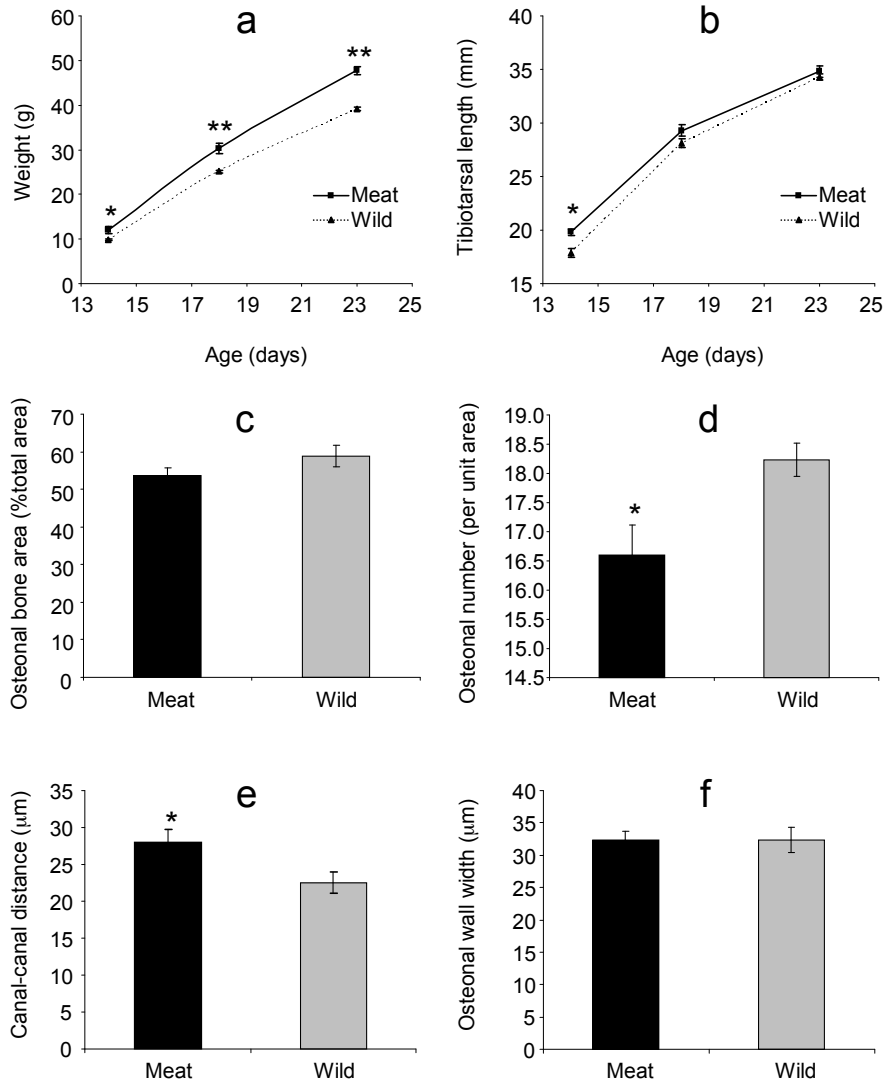 a
Weight (g)
60
50
40
30
20
10
0
*
**
**
Meat
Wild
13 15 17 19 21 23 25
Age (days)
b
Tibiotarsal length (mm)
40
35
30
25
20
15
*
Meat
Wild
13 15 17 19 21 23 25
Age (days)
c
Osteonal bone area (%total area)
70
60
50
40
30
20
10
0
Meat Wild
d
Osteonal number (per unit area)
19.0
18.5
18.0
17.5
17.0
16.5
16.0
15.5
15.0
14.5
*
Meat Wild
e
Canal-canal distance (μm)
35
30
25
20
15
10
5
0
*
Meat Wild
f
Osteonal wall width (μm)
40
35
30
25
20
15
10
5
0
Meat Wild